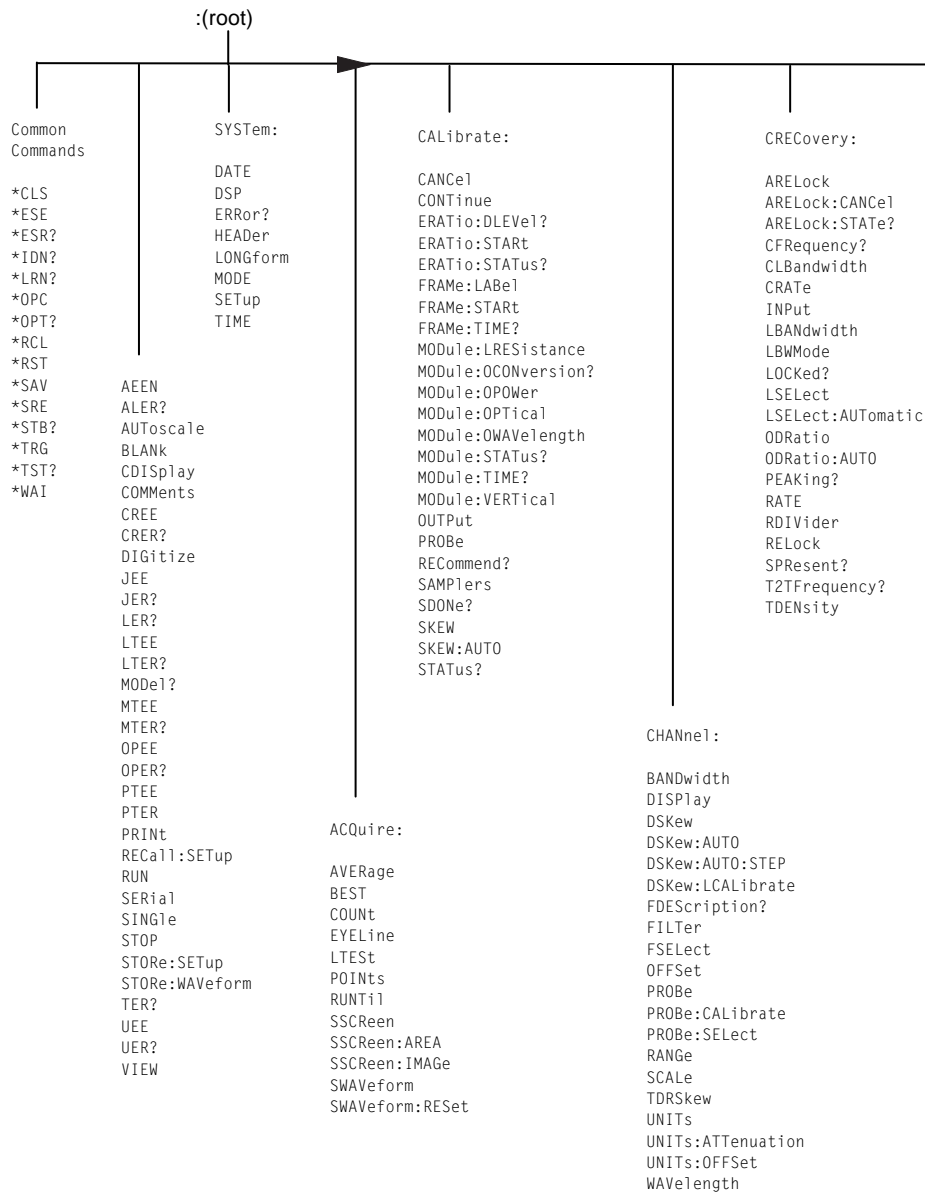 :(root)
Common
Commands
*CLS
*ESE
*ESR?
*IDN?
*LRN?
*OPC
*OPT?
*RCL
*RST
*SAV
*SRE
*STB?
*TRG
*TST?
*WAI
AEEN
ALER?
AUToscale
BLANk
CDISplay
COMMents
CREE
CRER?
DIGitize
JEE
JER?
LER?
LTEE
LTER?
MODel?
MTEE
MTER?
OPEE
OPER?
PTEE
PTER
PRINt
RECall:SETup
RUN
SERial
SINGle
STOP
STORe:SETup
STORe:WAVeform
TER?
UEE
UER?
VIEW
SYSTem:
DATE
DSP
ERRor?
HEADer
LONGform
MODE
SETup
TIME
ACQuire:
AVERage
BEST
COUNt
EYELine
LTESt
POINts
RUNTil
SSCReen
SSCReen:AREA
SSCReen:IMAGe
SWAVeform
SWAVeform:RESet
CALibrate:
CANCel
CONTinue
ERATio:DLEVel?
ERATio:STARt
ERATio:STATus?
FRAMe:LABel
FRAMe:STARt
FRAMe:TIME?
MODule:LRESistance
MODule:OCONversion?
MODule:OPOWer
MODule:OPTical
MODule:OWAVelength
MODule:STATus?
MODule:TIME?
MODule:VERTical
OUTPut
PROBe
RECommend?
SAMPlers
SDONe?
SKEW
SKEW:AUTO
STATus?
CHANnel:
BANDwidth
DISPlay
DSKew
DSKew:AUTO
DSKew:AUTO:STEP
DSKew:LCALibrate
FDEScription?
FILTer
FSELect
OFFSet
PROBe
PROBe:CALibrate
PROBe:SELect
RANGe
SCALe
TDRSkew
UNITs
UNITs:ATTenuation
UNITs:OFFSet
WAVelength
CRECovery:
ARELock
ARELock:CANCel
ARELock:STATe?
CFRequency?
CLBandwidth
CRATe
INPut
LBANdwidth
LBWMode
LOCKed?
LSELect
LSELect:AUTomatic
ODRatio
ODRatio:AUTO
PEAKing?
RATE
RDIVider
RELock
SPResent?
T2TFrequency?
TDENsity